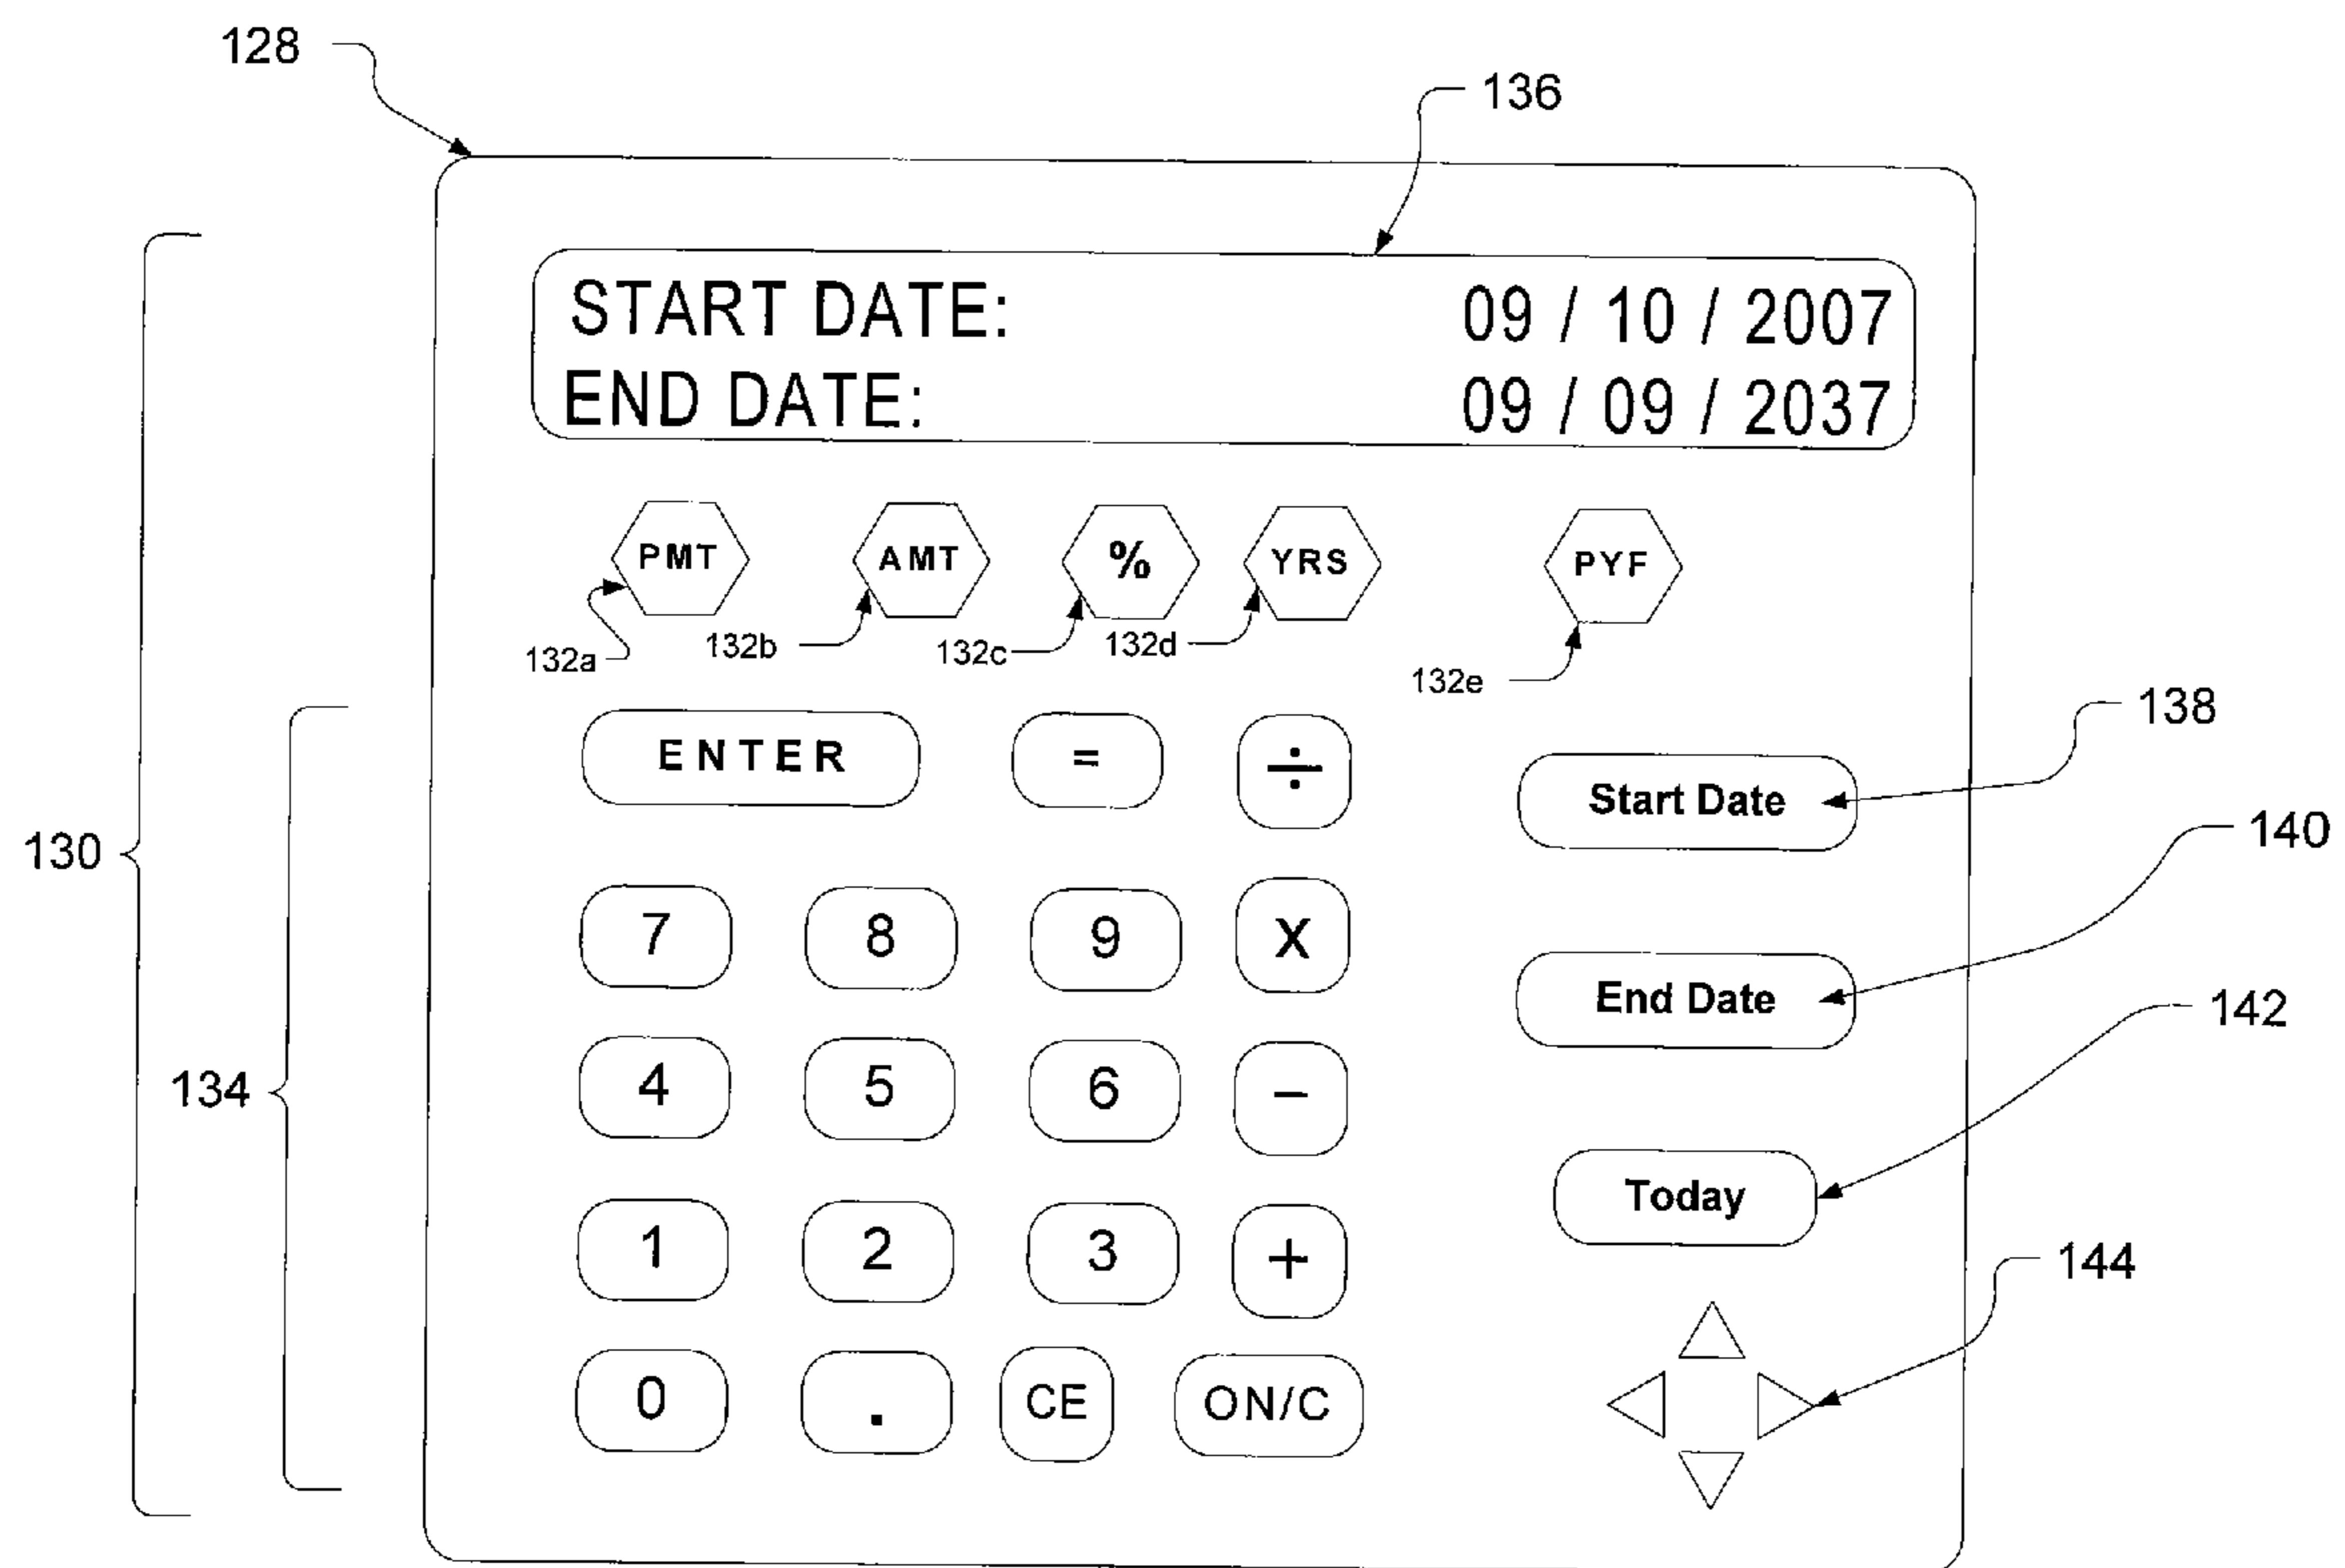 128
136
START DATE: 09 / 10 / 2007
END DATE: 09 / 09 / 2037
PMT AMT % YRS PYF
132a 132b 132c 132d 132e
138
ENTER = ÷ Start Date
140
130
7 8 9 X End Date
142
134
4 5 6 − Today
1 2 3 +
144
0 . CE ON/C